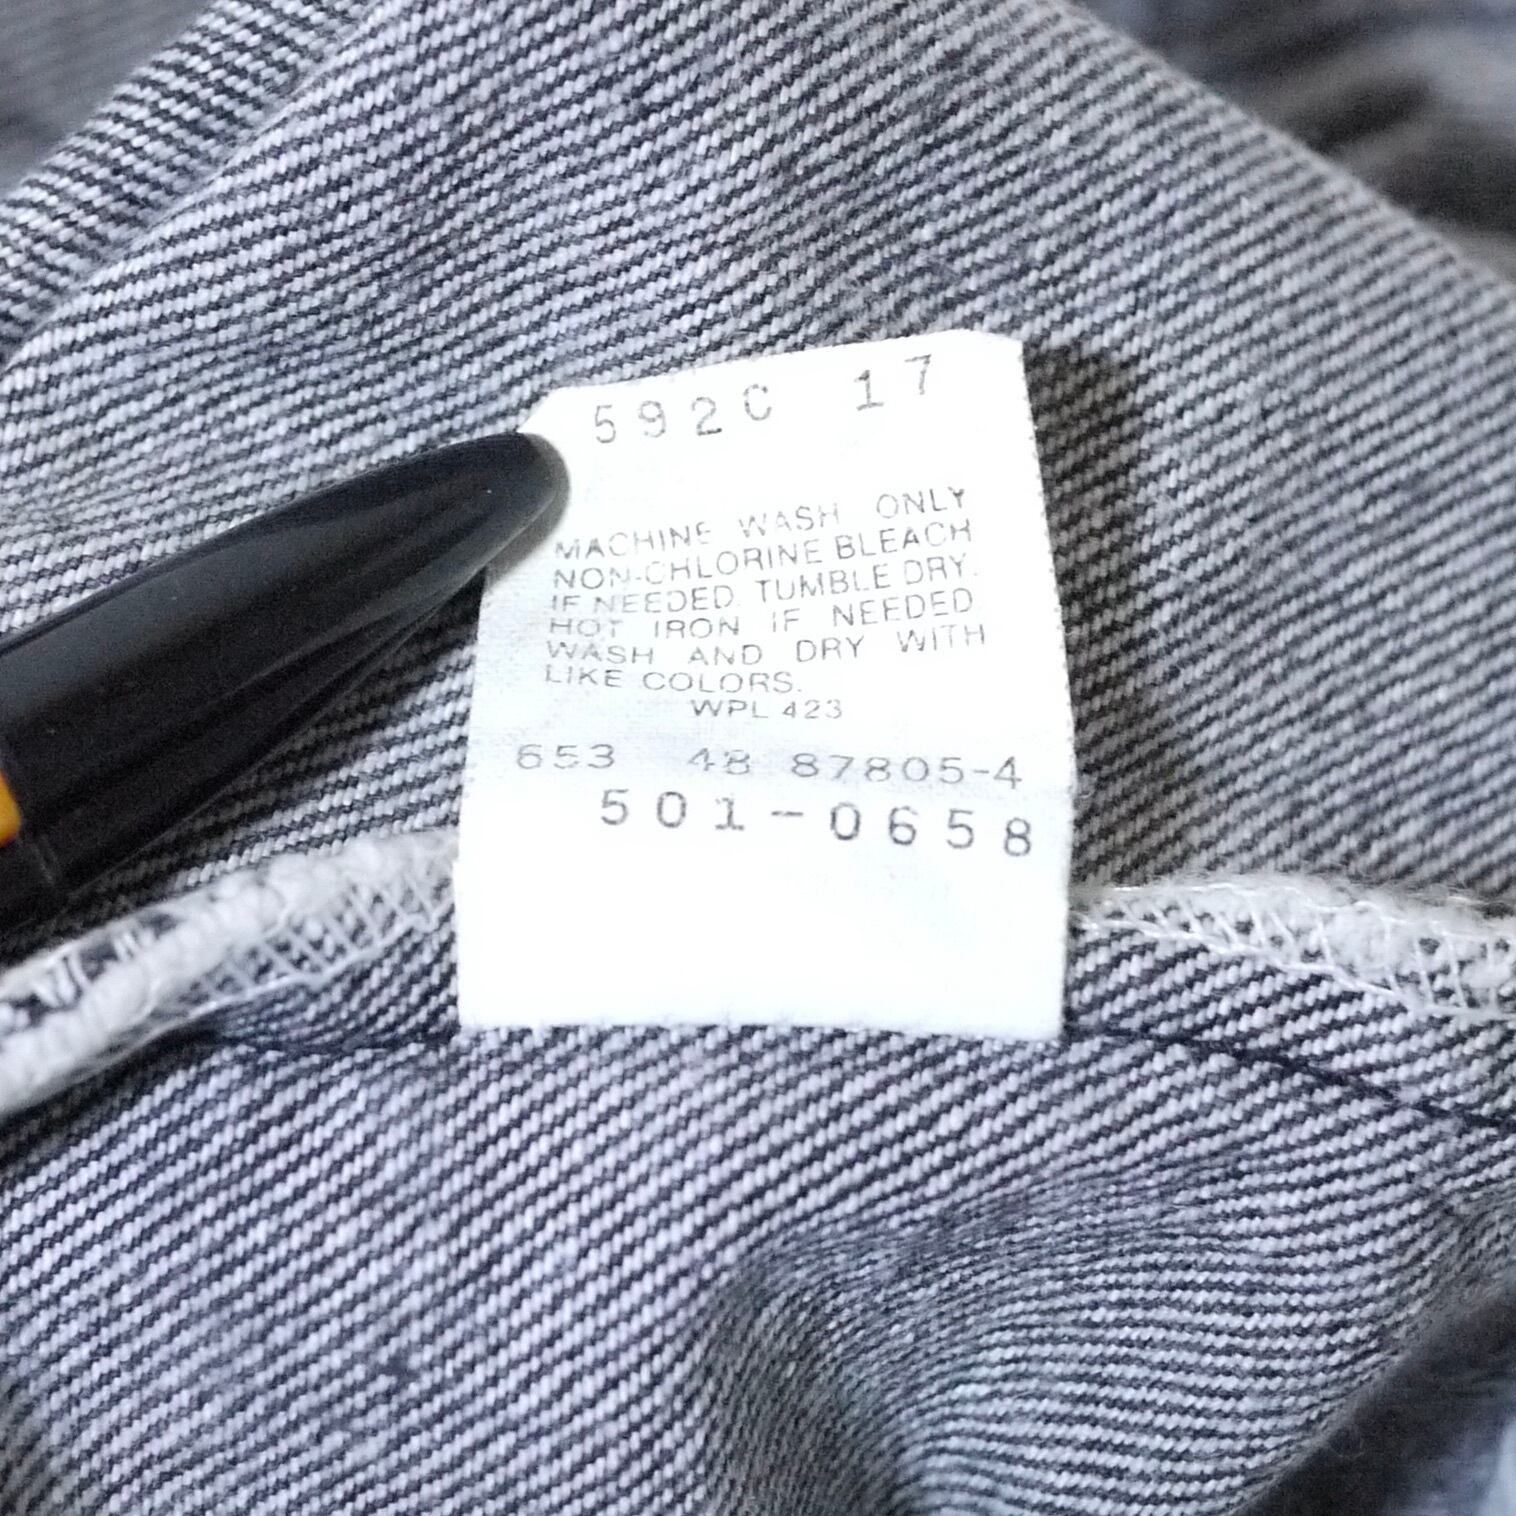 592C 17
MACHINE WASH ONLY
NON-CHLORINE BLEACH
IF NEEDED. TUMBLE DRY.
HOT IRON IF NEEDED
WASH AND DRY WITH
LIKE COLORS.
WPL 423
653 48 87805-4
501-0658